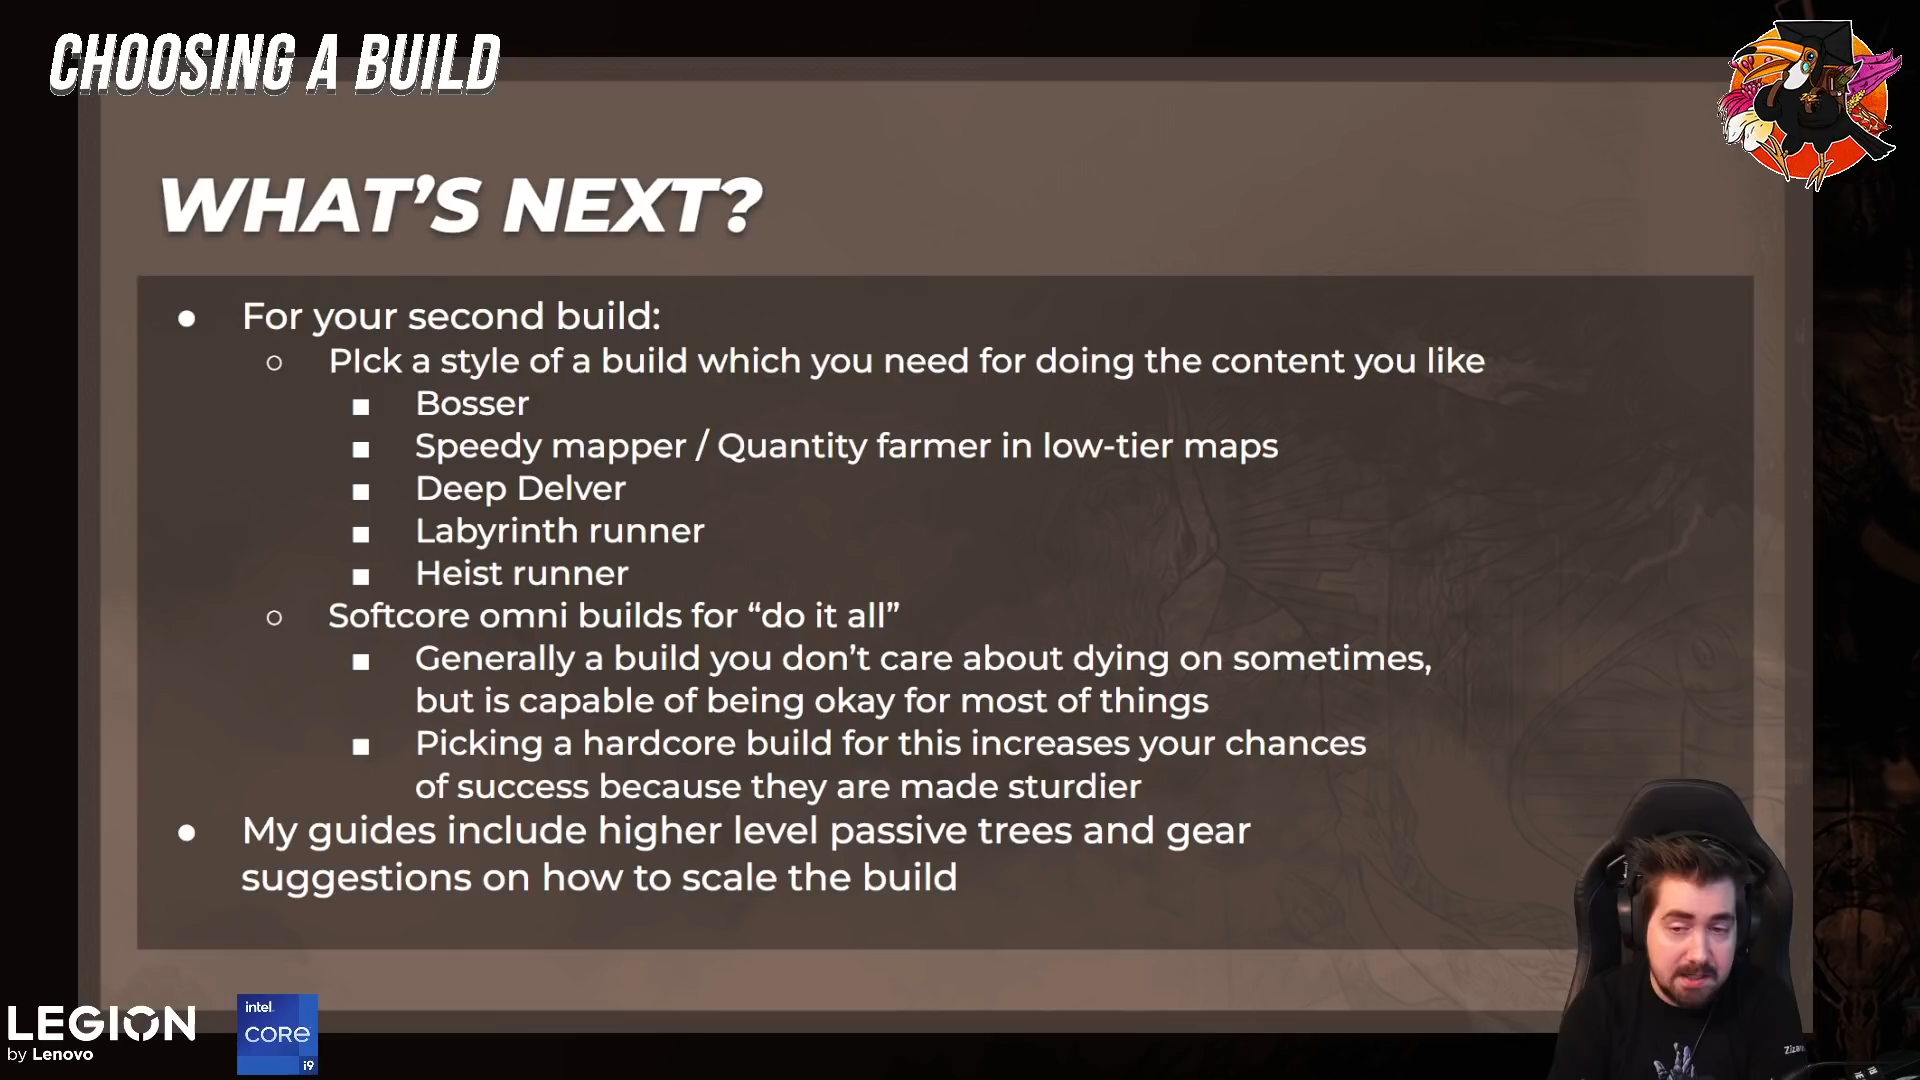 CHOOSING A BUILD
WHAT'S NEXT?
● For your second build:
○ PIck a style of a build which you need for doing the content you like
■ Bosser
■ Speedy mapper / Quantity farmer in low-tier maps
■ Deep Delver
■ Labyrinth runner
■ Heist runner
○ Softcore omni builds for “do it all”
■ Generally a build you don’t care about dying on sometimes,
but is capable of being okay for most of things
■ Picking a hardcore build for this increases your chances
of success because they are made sturdier
● My guides include higher level passive trees and gear
suggestions on how to scale the build
LEGION
by Lenovo
intel
CORE
i9